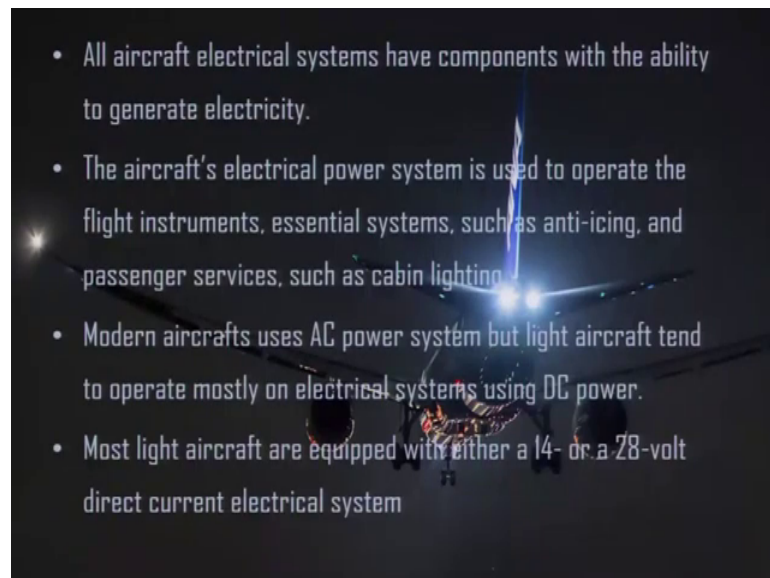 • All aircraft electrical systems have components with the ability
to generate electricity.
• The aircraft's electrical power system is used to operate the
flight instruments, essential systems, such as anti-icing, and
passenger services, such as cabin lighting.
• Modern aircrafts uses AC power system but light aircraft tend
to operate mostly on electrical systems using DC power.
• Most light aircraft are equipped with either a 14- or a 28-volt
direct current electrical system